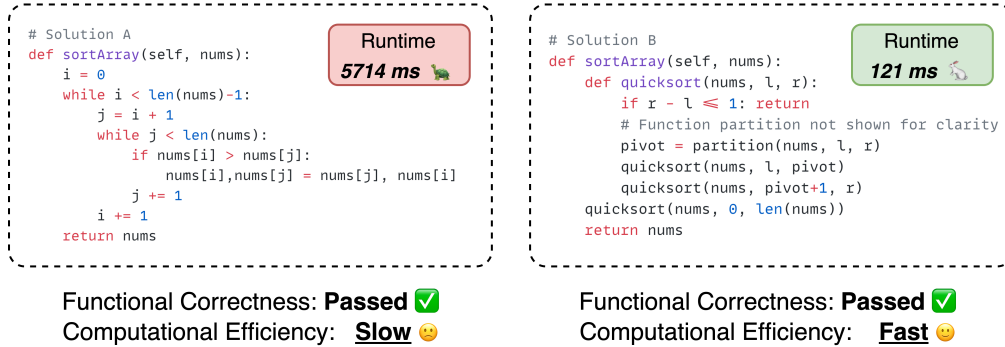 # Solution A
def sortArray(self, nums):
    i = 0
    while i < len(nums)-1:
        j = i + 1
        while j < len(nums):
            if nums[i] > nums[j]:
                nums[i],nums[j] = nums[j], nums[i]
            j += 1
        i += 1
    return nums
Runtime
5714 ms 🐢
Functional Correctness: Passed ✅
Computational Efficiency: Slow 🙁
# Solution B
def sortArray(self, nums):
    def quicksort(nums, l, r):
        if r - l ⩽ 1: return
        # Function partition not shown for clarity
        pivot = partition(nums, l, r)
        quicksort(nums, l, pivot)
        quicksort(nums, pivot+1, r)
    quicksort(nums, 0, len(nums))
    return nums
Runtime
121 ms 🐇
Functional Correctness: Passed ✅
Computational Efficiency: Fast 🙂